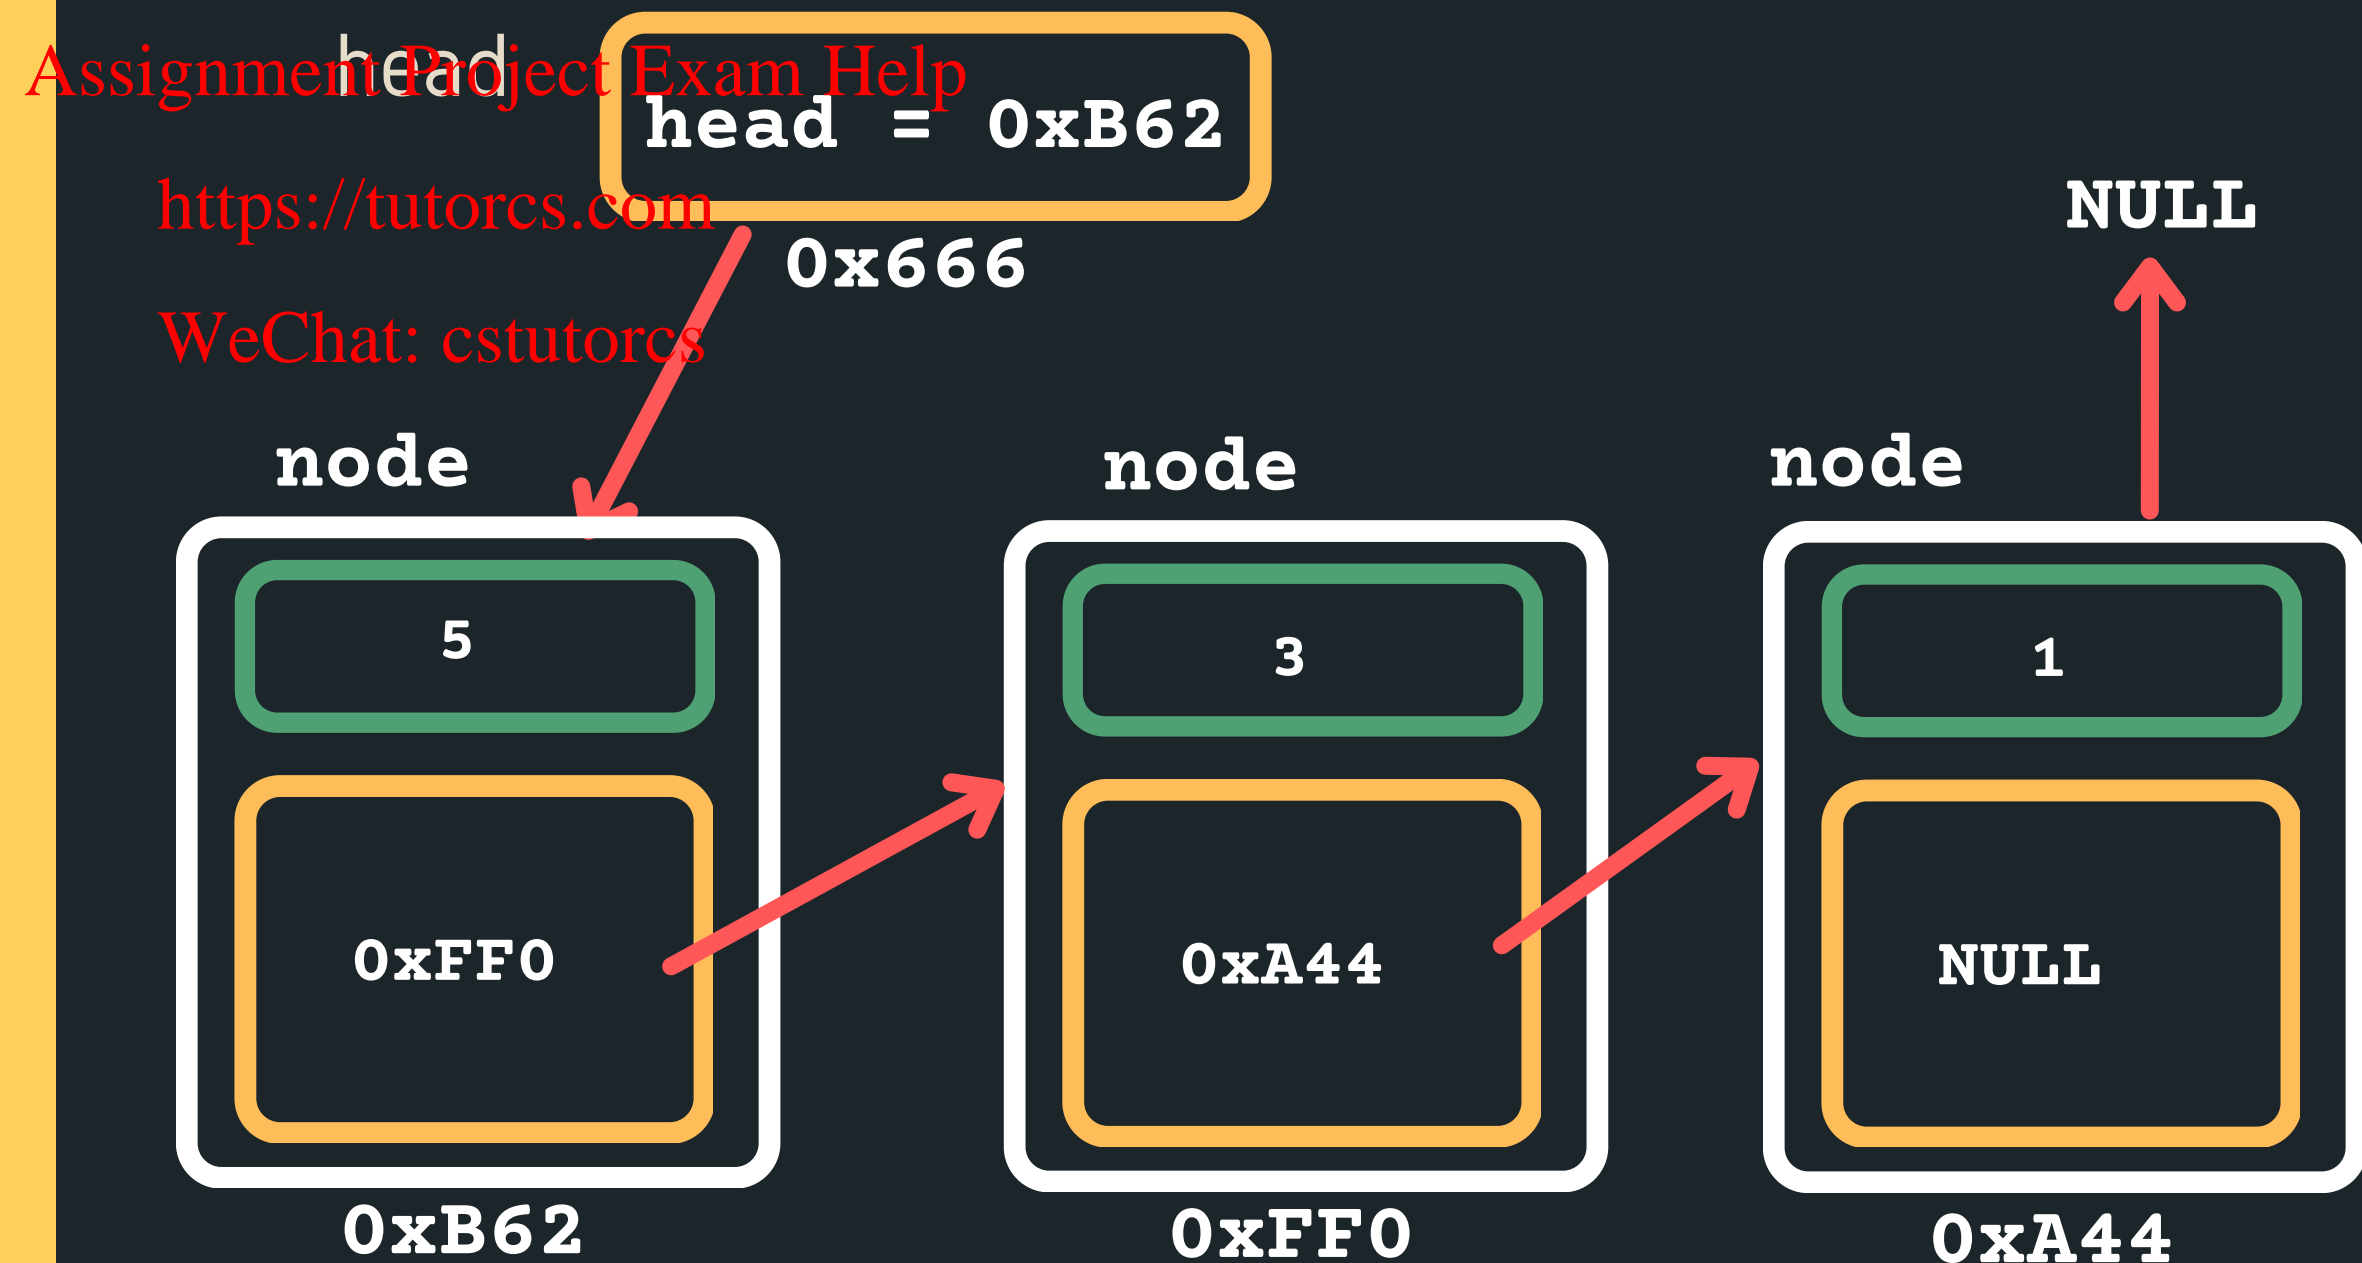 head
Assignment Project Exam Help
head = 0xB62
https://tutorcs.com
NULL
0x666
WeChat: cstutorcs
node
node
node
5
3
1
0xFF0
0xA44
NULL
0xB62
0xFF0
0xA44